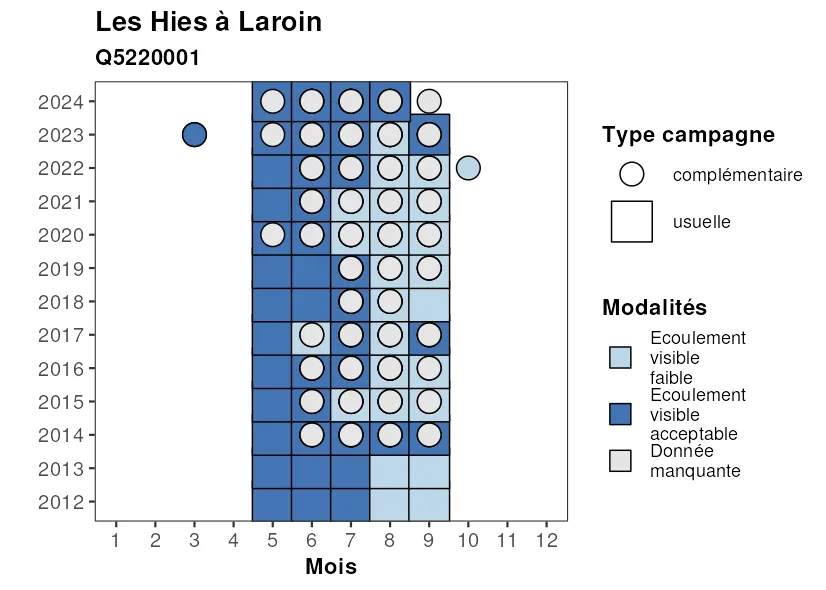 Les Hies à Laroin
Q5220001
2024
2023
2022
2021
2020
2019
2018
2017
2016
2015
2014
2013
2012
1 2 3 4 5 6 7 8 9 10 11 12
Mois
Type campagne
complémentaire
usuelle
Modalités
Ecoulement
visible
faible
Ecoulement
visible
acceptable
Donnée
manquante